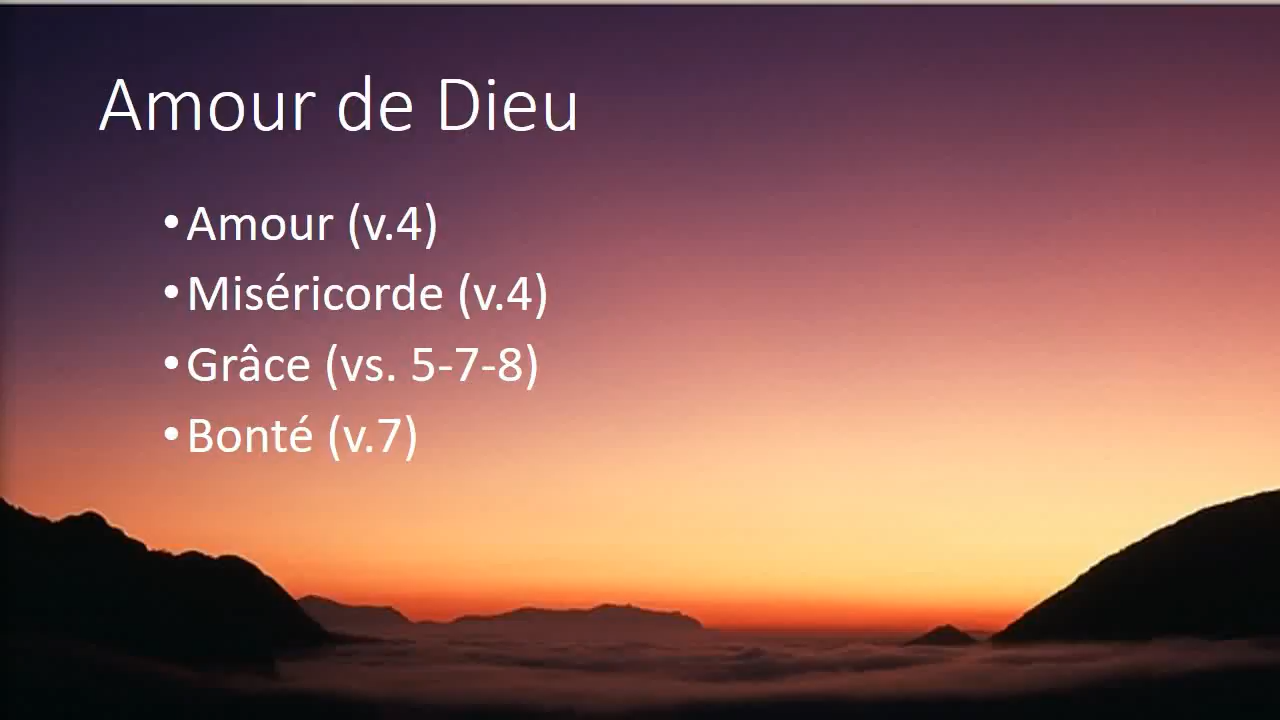 Amour de Dieu
•Amour (v.4)
•Miséricorde (v.4)
•Grâce (vs. 5-7-8)
•Bonté (v.7)